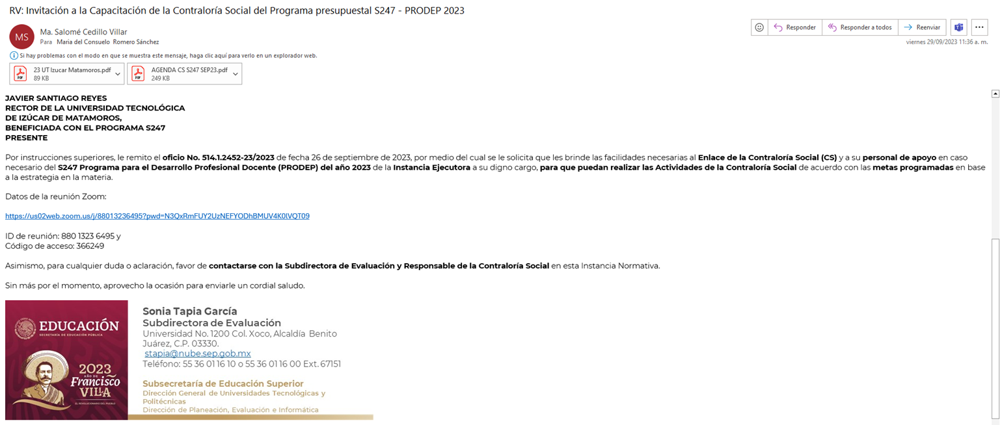 RV: Invitación a la Capacitación de la Contraloría Social del Programa presupuestal S247 - PRODEP 2023
MS
Ma. Salomé Cedillo Villar
Para Maria del Consuelo Romero Sánchez
Responder
Responder a todos
Reenviar
viernes 29/09/2023 11:36 a. m.
Si hay problemas con el modo en que se muestra este mensaje, haga clic aquí para verlo en un explorador web.
23 UT Izucar Matamoros.pdf
89 KB
AGENDA CS S247 SEP23.pdf
249 KB
JAVIER SANTIAGO REYES
RECTOR DE LA UNIVERSIDAD TECNOLÓGICA
DE IZÚCAR DE MATAMOROS,
BENEFICIADA CON EL PROGRAMA S247
PRESENTE
Por instrucciones superiores, le remito el oficio No. 514.1.2452-23/2023 de fecha 26 de septiembre de 2023, por medio del cual se le solicita que les brinde las facilidades necesarias al Enlace de la Contraloría Social (CS) y a su personal de apoyo en caso
necesario del S247 Programa para el Desarrollo Profesional Docente (PRODEP) del año 2023 de la Instancia Ejecutora a su digno cargo, para que puedan realizar las Actividades de la Contraloría Social de acuerdo con las metas programadas en base
a la estrategia en la materia.
Datos de la reunión Zoom:
https://us02web.zoom.us/j/88013236495?pwd=N3QxRmFUY2UzNEFYODhBMUV4K0lVQT09
ID de reunión: 880 1323 6495 y
Código de acceso: 366249
Asimismo, para cualquier duda o aclaración, favor de contactarse con la Subdirectora de Evaluación y Responsable de la Contraloría Social en esta Instancia Normativa.
Sin más por el momento, aprovecho la ocasión para enviarle un cordial saludo.
EDUCACIÓN
SECRETARÍA DE EDUCACIÓN PÚBLICA
2023
AÑO DE
Francisco
VILLA
EL REVOLUCIONARIO DEL PUEBLO
Sonia Tapia García
Subdirectora de Evaluación
Universidad No. 1200 Col. Xoco, Alcaldía Benito
Juárez, C.P. 03330.
stapia@nube.sep.gob.mx
Teléfono: 55 36 01 16 10 o 55 36 01 16 00 Ext. 67151
Subsecretaría de Educación Superior
Dirección General de Universidades Tecnológicas y
Politécnicas
Dirección de Planeación, Evaluación e Informática